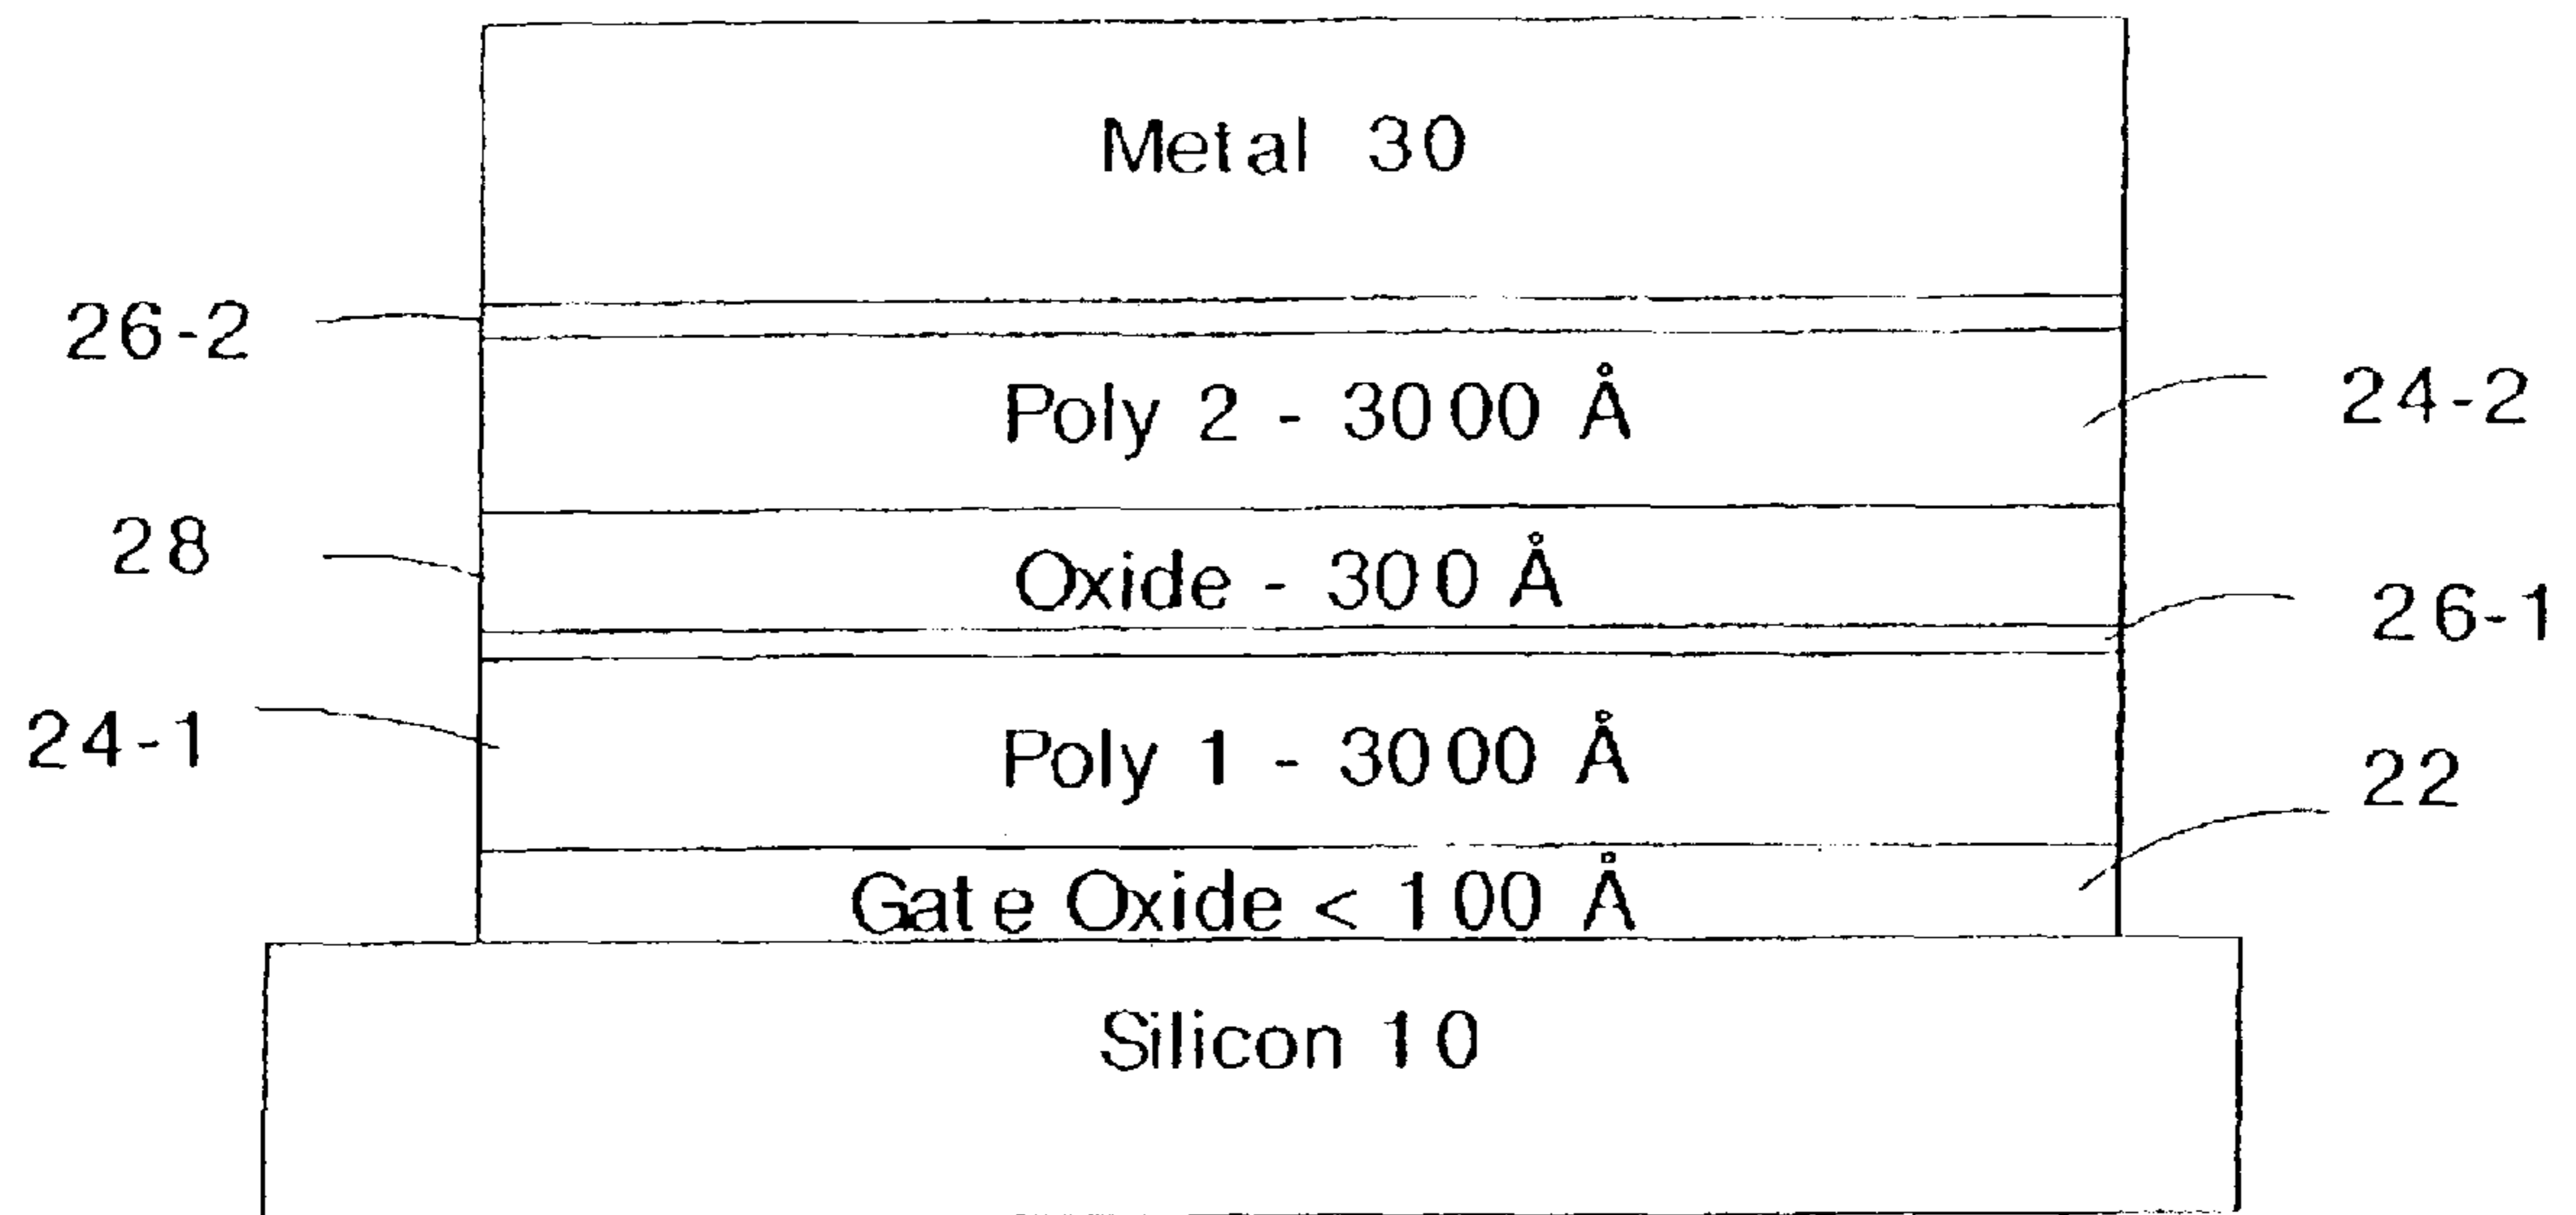 Metal 30
26-2
Poly 2 - 3000 Å
24-2
28
Oxide - 300 Å
26-1
24-1
Poly 1 - 3000 Å
22
Gate Oxide < 100 Å
Silicon 10